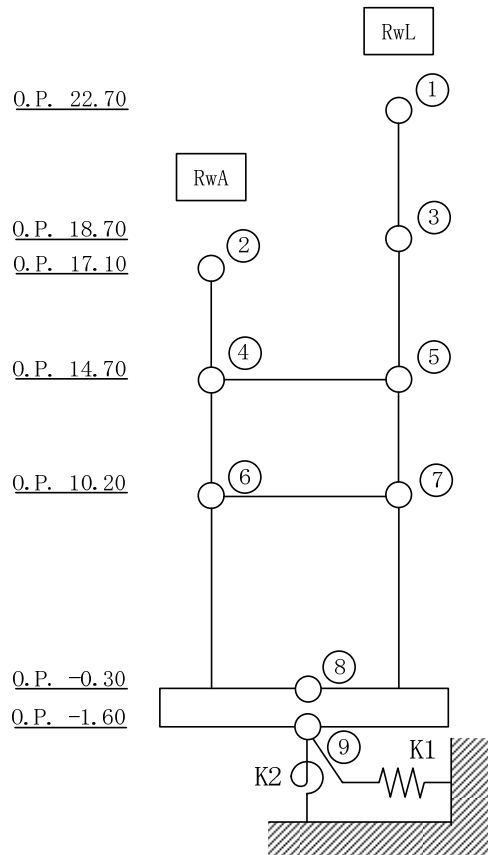 RwL
①
O.P. 22.70
RwA
③
O.P. 18.70
②
O.P. 17.10
④
⑤
O.P. 14.70
⑥
⑦
O.P. 10.20
⑧
O.P. -0.30
O.P. -1.60
⑨
K1
K2